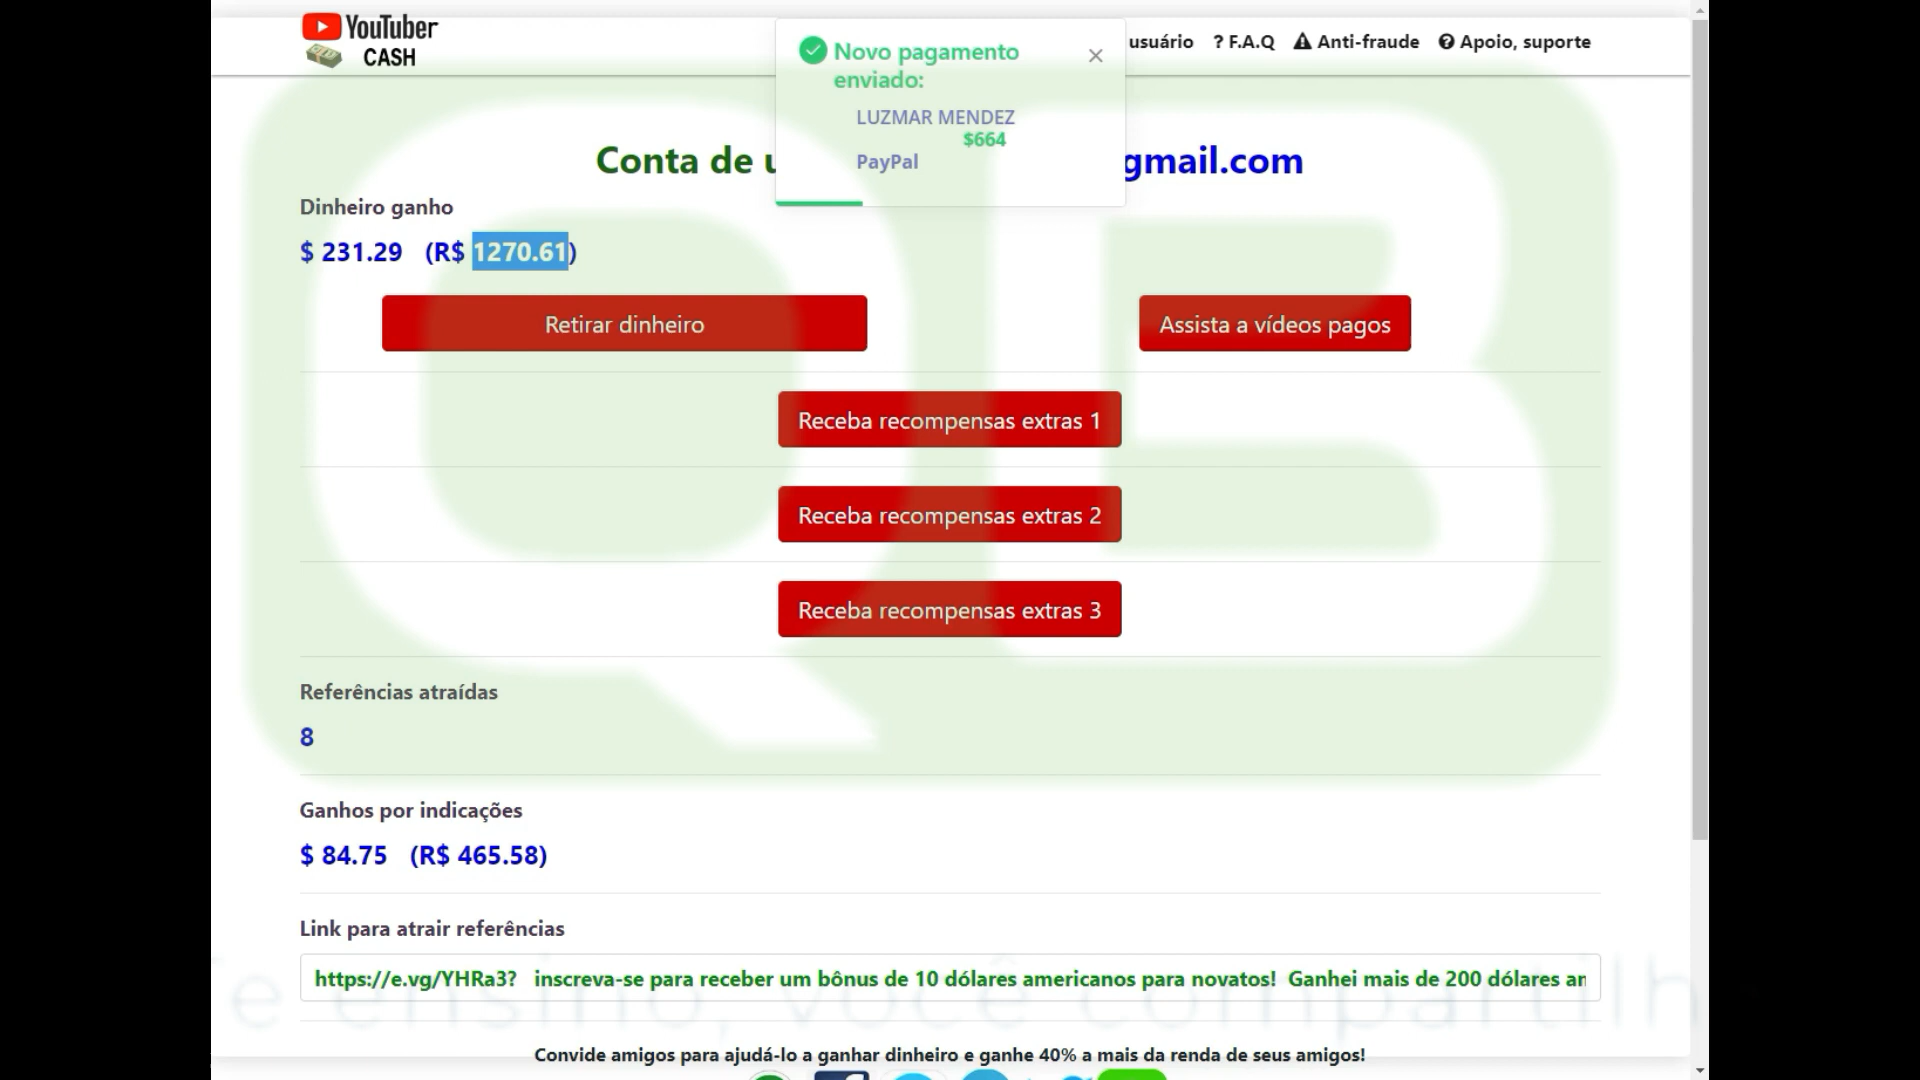 YouTuber
CASH
usuário ? F.A.Q Anti-fraude Apoio, suporte
Novo pagamento
enviado:
LUZMAR MENDEZ
$664
PayPal
Conta de u gmail.com
Dinheiro ganho
$ 231.29 (R$ 1270.61)
Retirar dinheiro
Assista a vídeos pagos
Receba recompensas extras 1
Receba recompensas extras 2
Receba recompensas extras 3
Referências atraídas
8
Ganhos por indicações
$ 84.75 (R$ 465.58)
Link para atrair referências
https://e.vg/YHRa3? inscreva-se para receber um bônus de 10 dólares americanos para novatos! Ganhei mais de 200 dólares an
e ensino, você compartilh
Convide amigos para ajudá-lo a ganhar dinheiro e ganhe 40% a mais da renda de seus amigos!